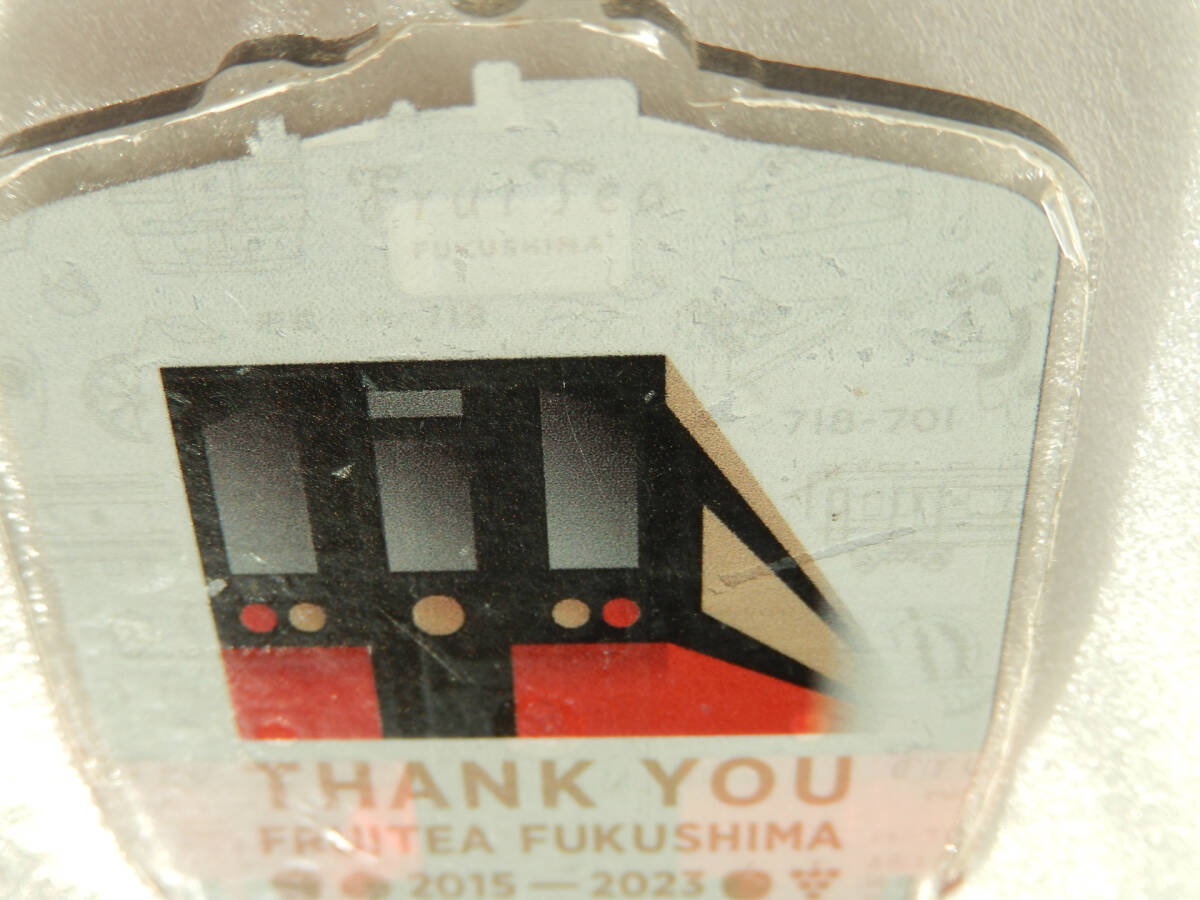 FruiTea
FUKUSHIMA
718-701
THANK YOU
FRUITEA FUKUSHIMA
2015 — 2023